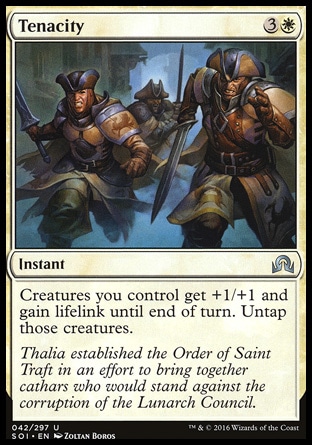 Tenacity 3
Instant
Creatures you control get +1/+1 and
gain lifelink until end of turn. Untap
those creatures.
Thalia established the Order of Saint
Traft in an effort to bring together
cathars who would stand against the
corruption of the Lunarch Council.
042/297 U
SOI • EN Zoltan Boros ™ & © 2016 Wizards of the Coast